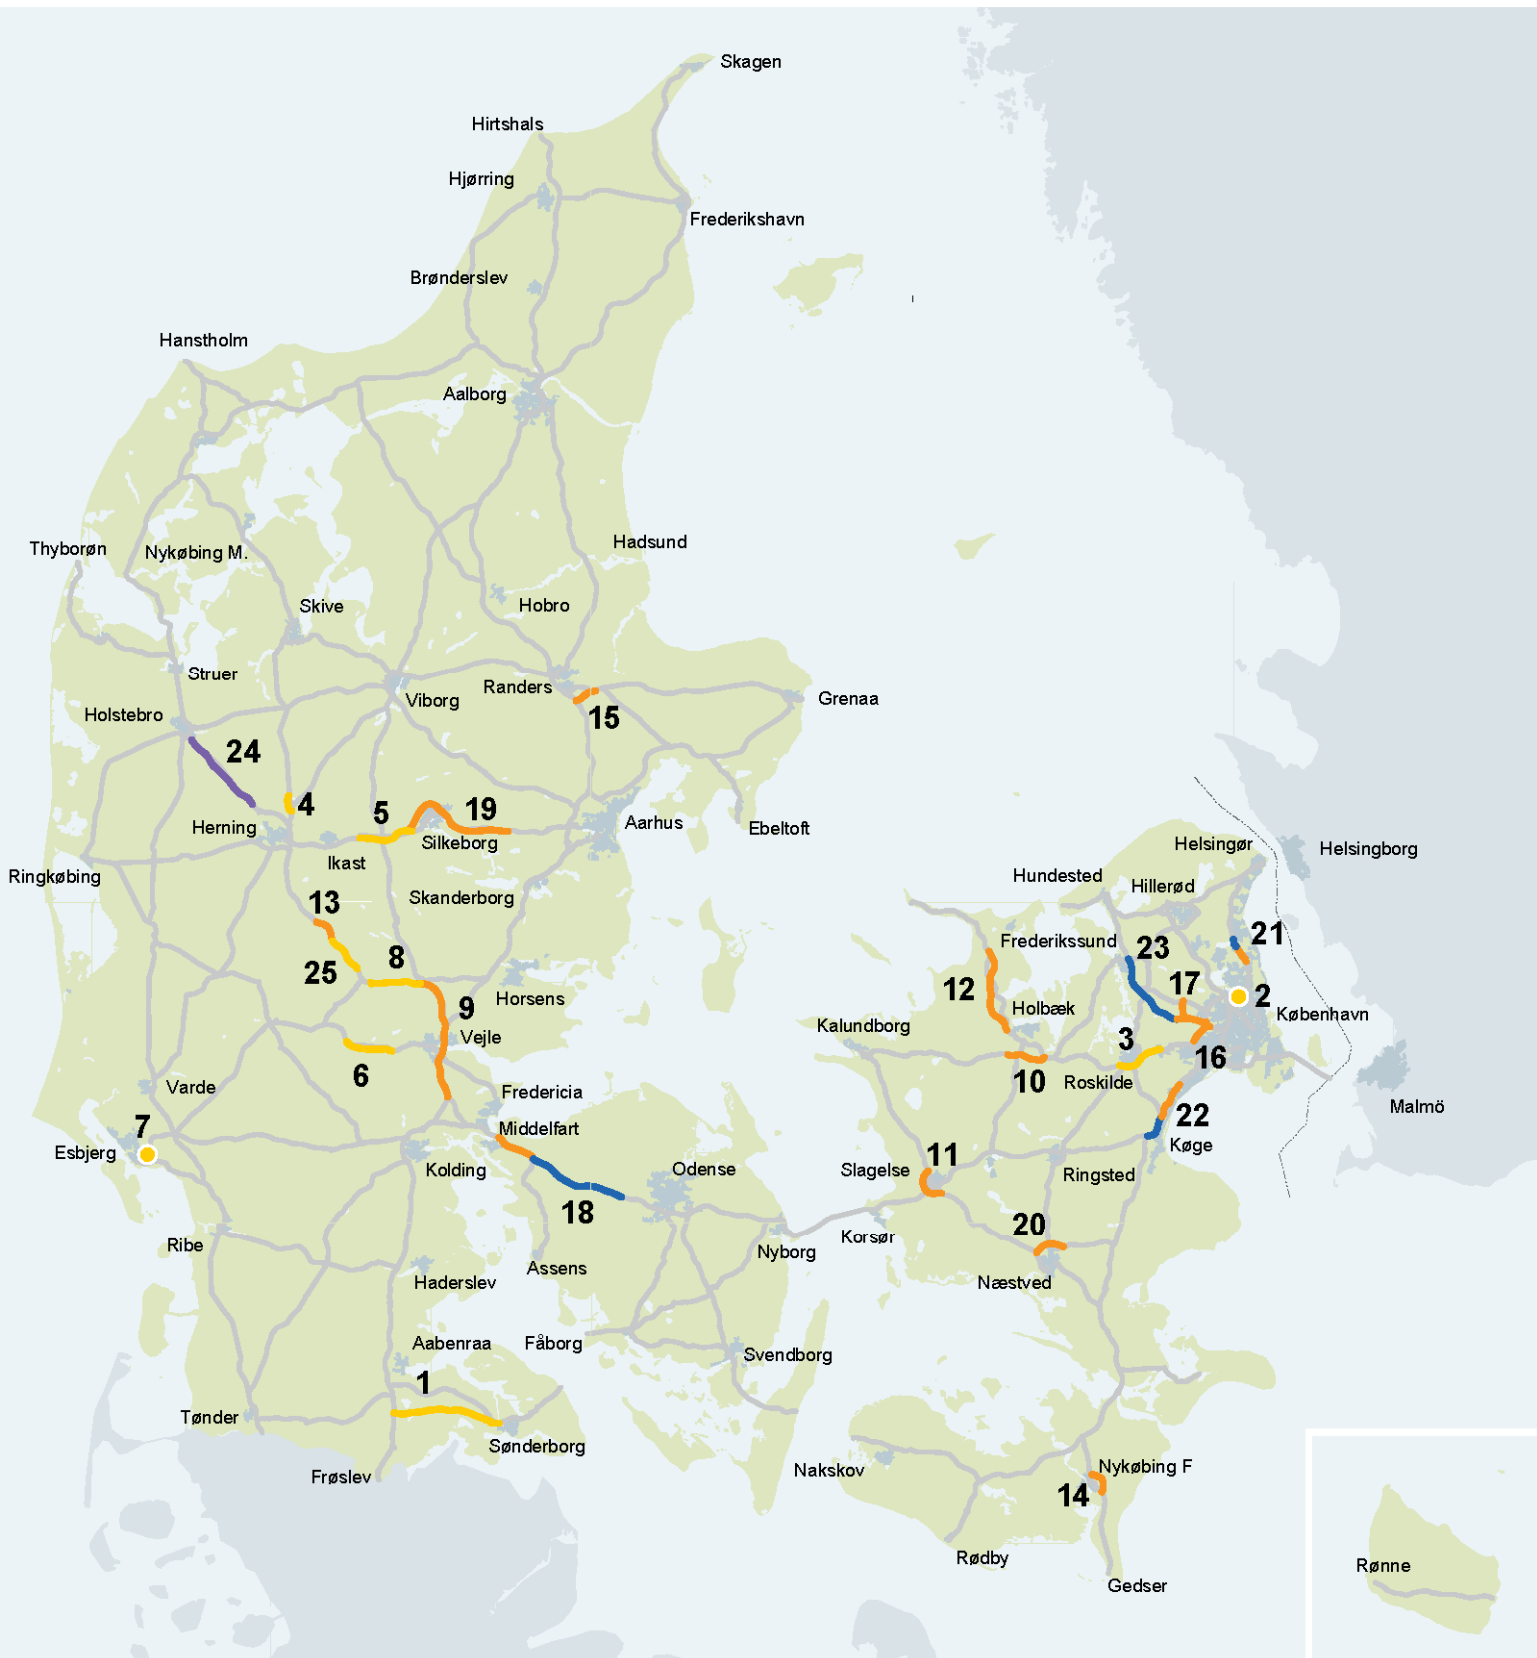 Skagen
Hirtshals
Hjørring
Frederikshavn
Brønderslev
Hanstholm
Aalborg
Thyborøn
Nykøbing M.
Hadsund
Skive
Hobro
Struer
Viborg
Randers
Grenaa
Holstebro
15
24
4
5
19
Herning
Ikast
Silkeborg
Aarhus
Ebeltoft
Helsingør
Helsingborg
Ringkøbing
Skanderborg
Hundested
Hillerød
13
Frederikssund
23
21
25
8
Horsens
12
17
2
9
Holbæk
København
Kalundborg
Vejle
3
16
6
10
Roskilde
Varde
Fredericia
Malmö
7
Middelfart
22
Esbjerg
Kolding
Odense
Slagelse
11
Ringsted
Køge
18
20
Ribe
Nyborg
Korsør
Haderslev
Assens
Næstved
Aabenraa
Fåborg
Svendborg
1
Tønder
Sønderborg
Frøslev
Nakskov
Nykøbing F
14
Rødby
Gedser
Rønne